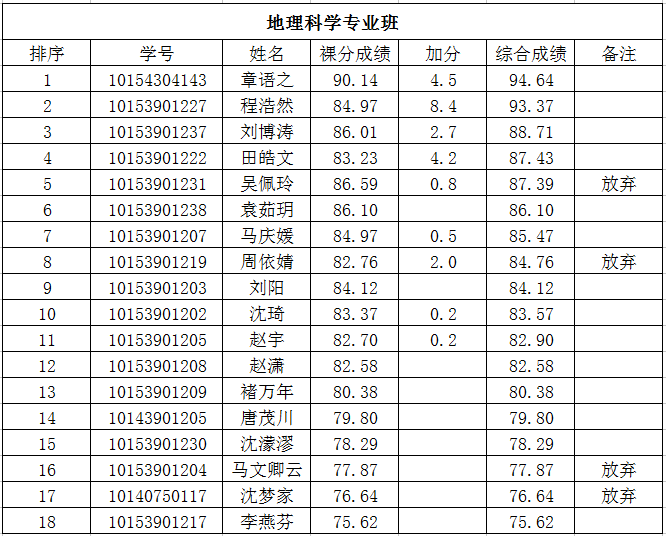 地理科学专业班
排序 学号 姓名 裸分成绩 加分 综合成绩 备注
1 10154304143 章语之 90.14 4.5 94.64
2 10153901227 程浩然 84.97 8.4 93.37
3 10153901237 刘博涛 86.01 2.7 88.71
4 10153901222 田皓文 83.23 4.2 87.43
5 10153901231 吴佩玲 86.59 0.8 87.39 放弃
6 10153901238 袁茹玥 86.10 86.10
7 10153901207 马庆媛 84.97 0.5 85.47
8 10153901219 周依婧 82.76 2.0 84.76 放弃
9 10153901203 刘阳 84.12 84.12
10 10153901202 沈琦 83.37 0.2 83.57
11 10153901205 赵宇 82.70 0.2 82.90
12 10153901208 赵潇 82.58 82.58
13 10153901209 褚万年 80.38 80.38
14 10143901205 唐茂川 79.80 79.80
15 10153901230 沈濛漻 78.29 78.29
16 10153901204 马文卿云 77.87 77.87 放弃
17 10140750117 沈梦家 76.64 76.64 放弃
18 10153901217 李燕芬 75.62 75.62